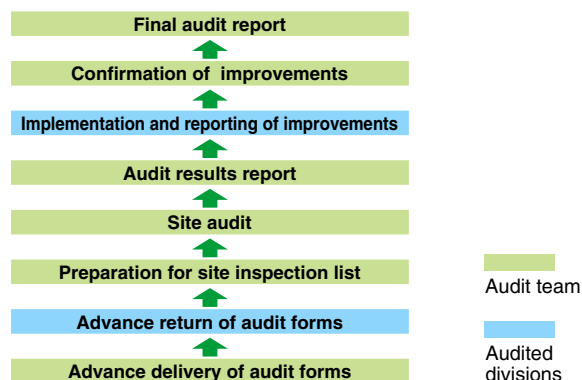 Final audit report
Confirmation of improvements
Implementation and reporting of improvements
Audit results report
Site audit
Preparation for site inspection list
Advance return of audit forms
Advance delivery of audit forms
Audit team
Audited
divisions